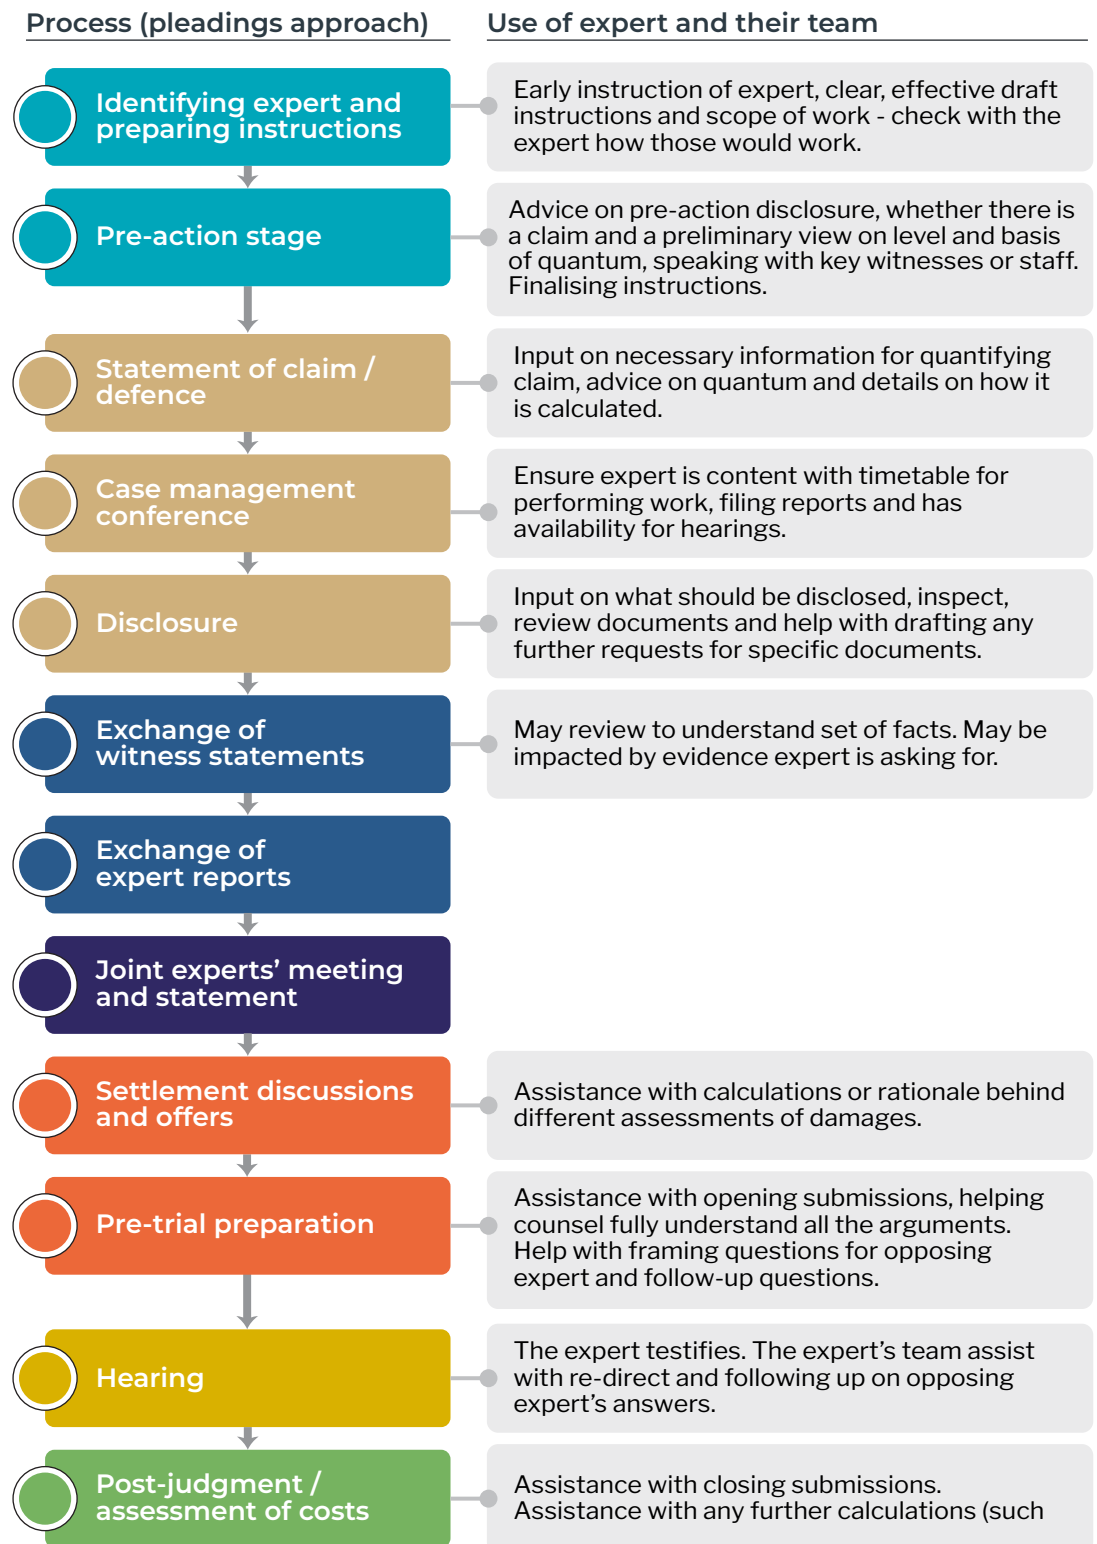 Process (pleadings approach)
Use of expert and their team
Identifying expert and
preparing instructions
Early instruction of expert, clear, effective draft
instructions and scope of work - check with the
expert how those would work.
Pre-action stage
Advice on pre-action disclosure, whether there is
a claim and a preliminary view on level and basis
of quantum, speaking with key witnesses or staff.
Finalising instructions.
Statement of claim /
defence
Input on necessary information for quantifying
claim, advice on quantum and details on how it
is calculated.
Case management
conference
Ensure expert is content with timetable for
performing work, filing reports and has
availability for hearings.
Disclosure
Input on what should be disclosed, inspect,
review documents and help with drafting any
further requests for specific documents.
Exchange of
witness statements
May review to understand set of facts. May be
impacted by evidence expert is asking for.
Exchange of
expert reports
Joint experts’ meeting
and statement
Settlement discussions
and offers
Assistance with calculations or rationale behind
different assessments of damages.
Pre-trial preparation
Assistance with opening submissions, helping
counsel fully understand all the arguments.
Help with framing questions for opposing
expert and follow-up questions.
Hearing
The expert testifies. The expert’s team assist
with re-direct and following up on opposing
expert’s answers.
Post-judgment /
assessment of costs
Assistance with closing submissions.
Assistance with any further calculations (such